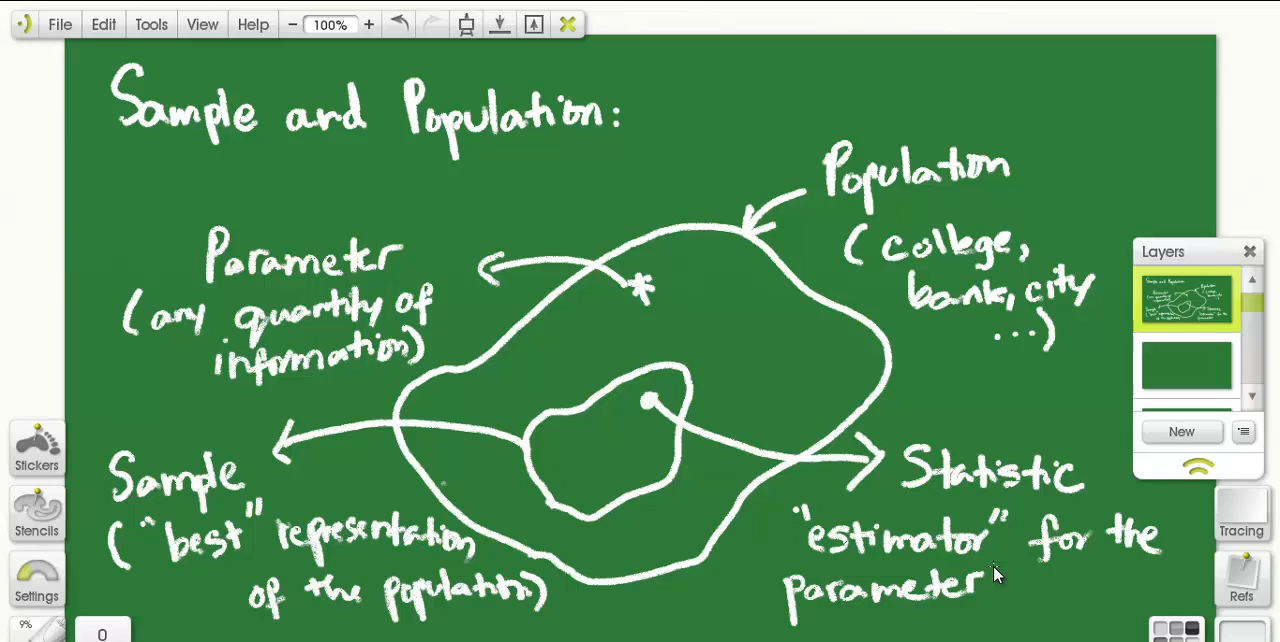 File Edit Tools View Help − 100% +
Sample and Population:
Population
(college,
bank, city
...)
Parameter
(any quantity of
information)
Sample
("best" representation
of the population)
Statistic
"estimator" for the
parameter
Layers
New
Stickers
Stencils
Settings
9%
0
Tracing
Refs